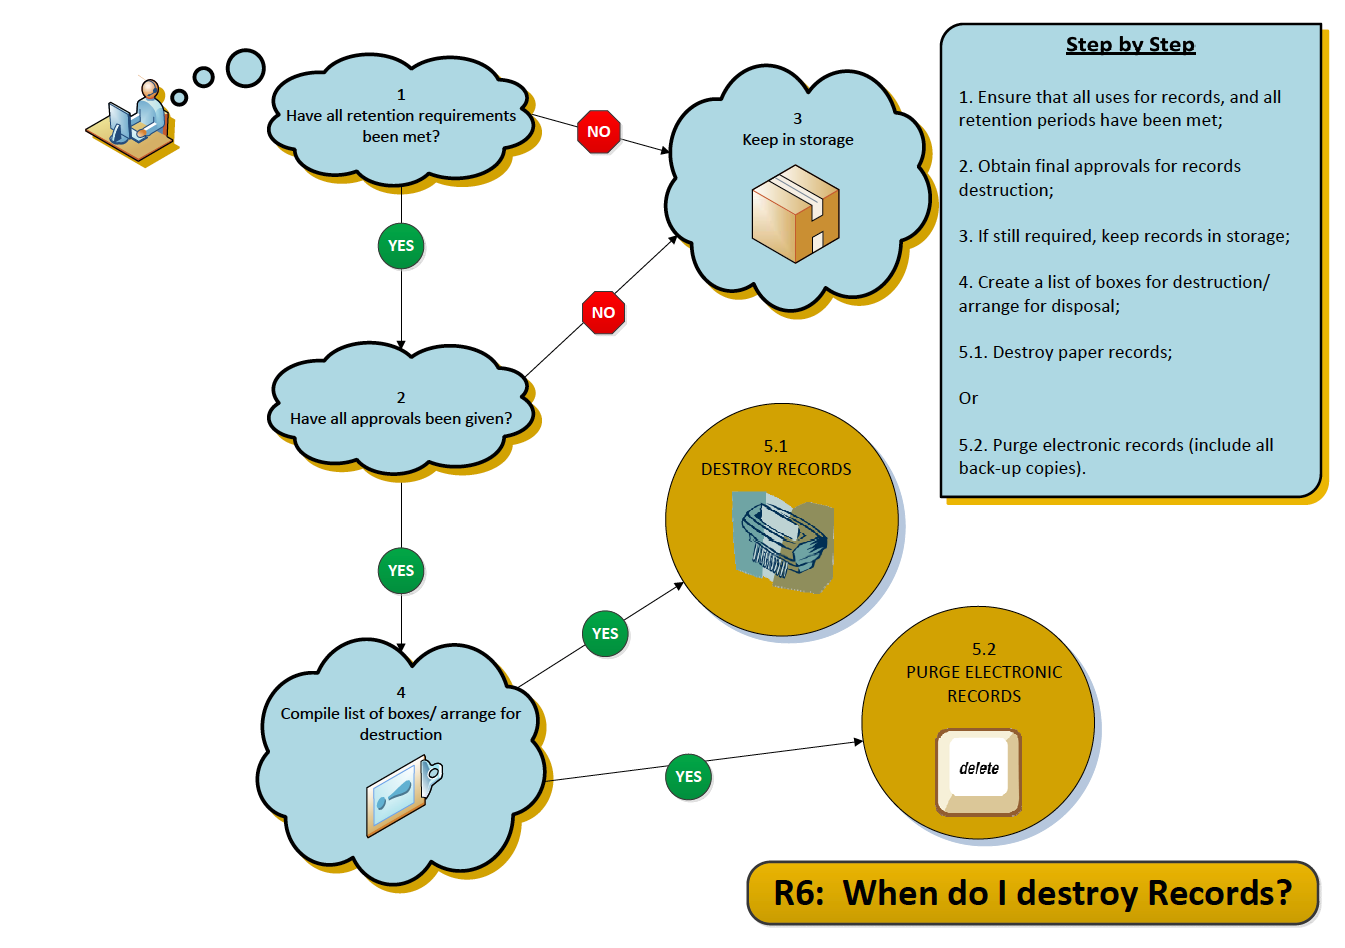 1
Have all retention requirements
been met?
NO
3
Keep in storage
YES
NO
2
Have all approvals been given?
YES
4
Compile list of boxes/ arrange for
destruction
YES
5.1
DESTROY RECORDS
YES
5.2
PURGE ELECTRONIC
RECORDS
delete
Step by Step
1. Ensure that all uses for records, and all
retention periods have been met;
2. Obtain final approvals for records
destruction;
3. If still required, keep records in storage;
4. Create a list of boxes for destruction/
arrange for disposal;
5.1. Destroy paper records;
Or
5.2. Purge electronic records (include all
back-up copies).
R6:  When do I destroy Records?